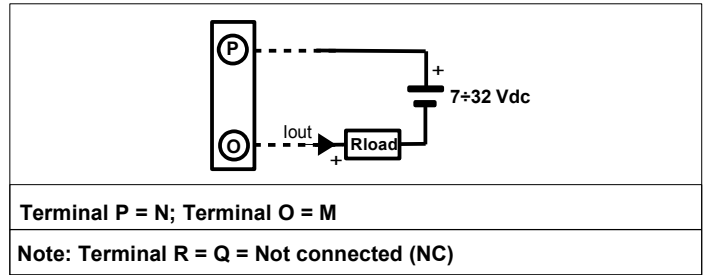 P
+
7÷32 Vdc
Iout
O
+
Rload
Terminal P = N; Terminal O = M
Note: Terminal R = Q = Not connected (NC)